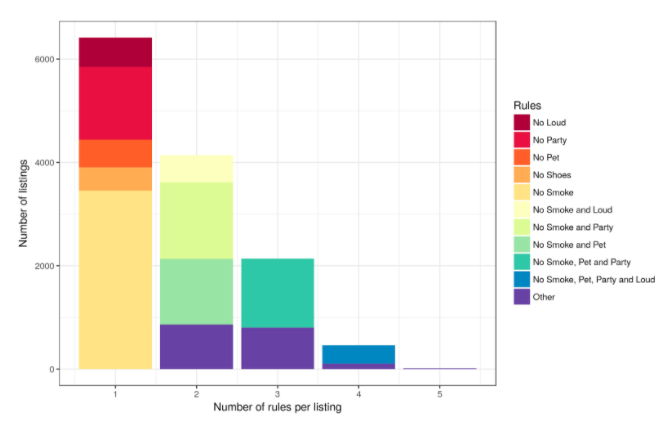 6000
4000
2000
0
Number of listings
1 2 3 4 5
Number of rules per listing
Rules
No Loud
No Party
No Pet
No Shoes
No Smoke
No Smoke and Loud
No Smoke and Party
No Smoke and Pet
No Smoke, Pet and Party
No Smoke, Pet, Party and Loud
Other